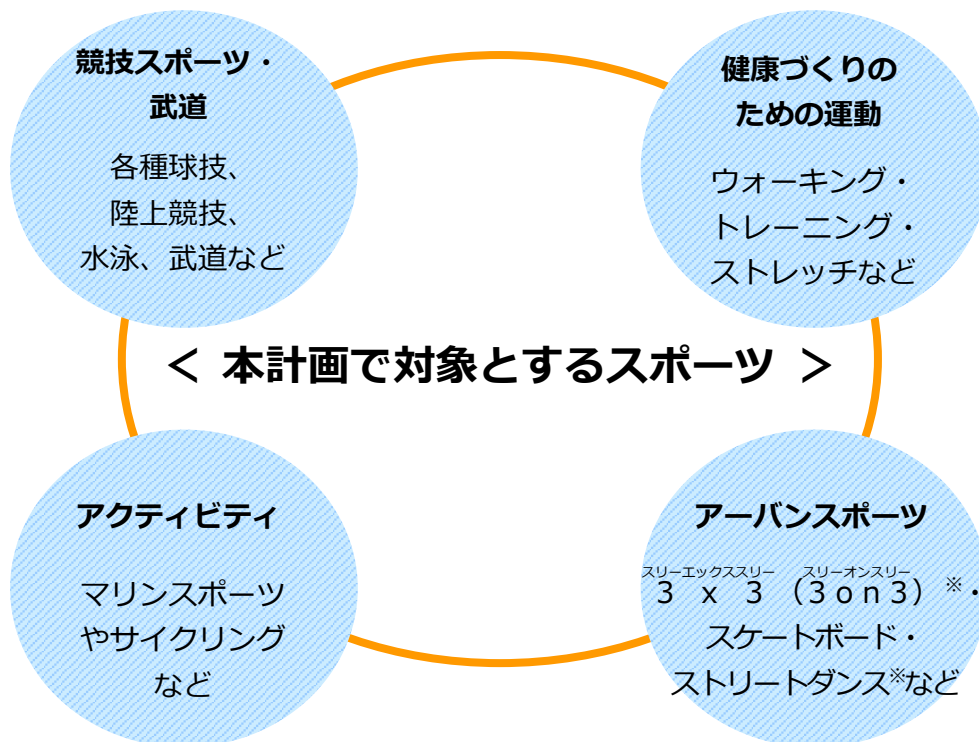 競技スポーツ・
武道
各種球技、
陸上競技、
水泳、武道など
健康づくりの
ための運動
ウォーキング・
トレーニング・
ストレッチなど
＜ 本計画で対象とするスポーツ ＞
アクティビティ
マリンスポーツ
やサイクリング
など
アーバンスポーツ
スリーエックススリー スリーオンスリー
3 x 3 （3 o n 3）※・
スケートボード・
ストリートダンス※など